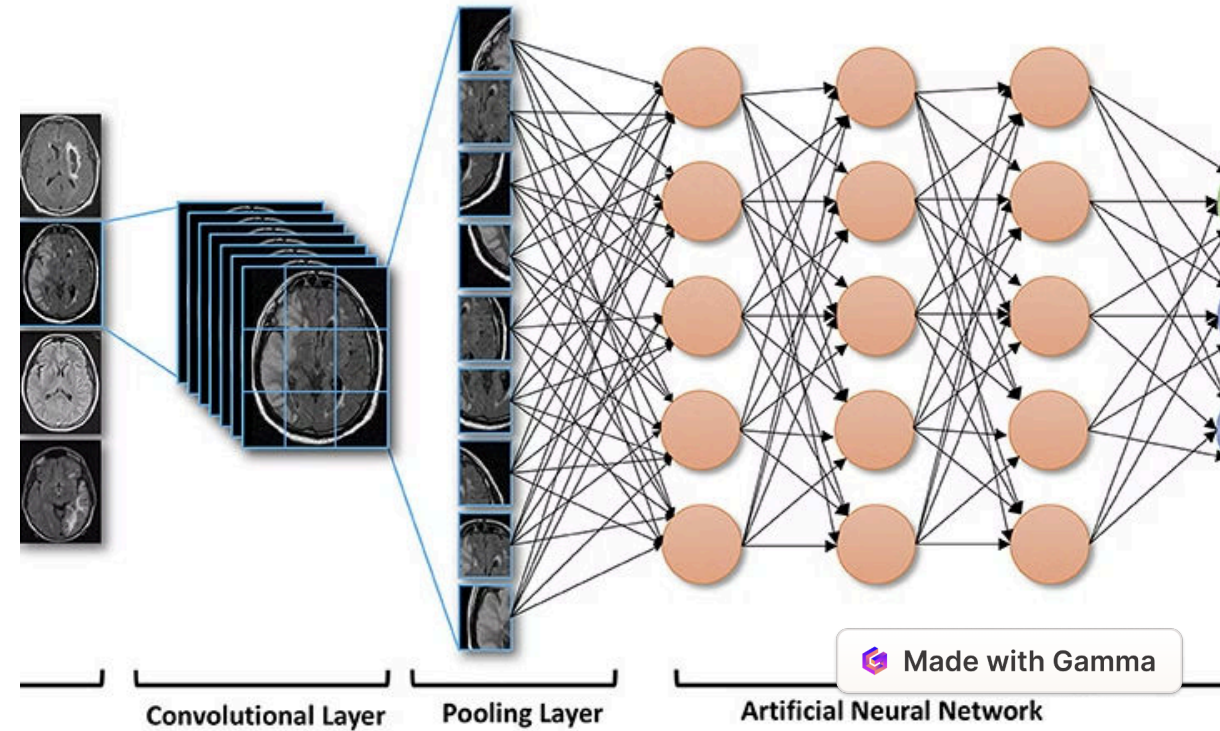 Made with Gamma
Convolutional Layer
Pooling Layer
Artificial Neural Network